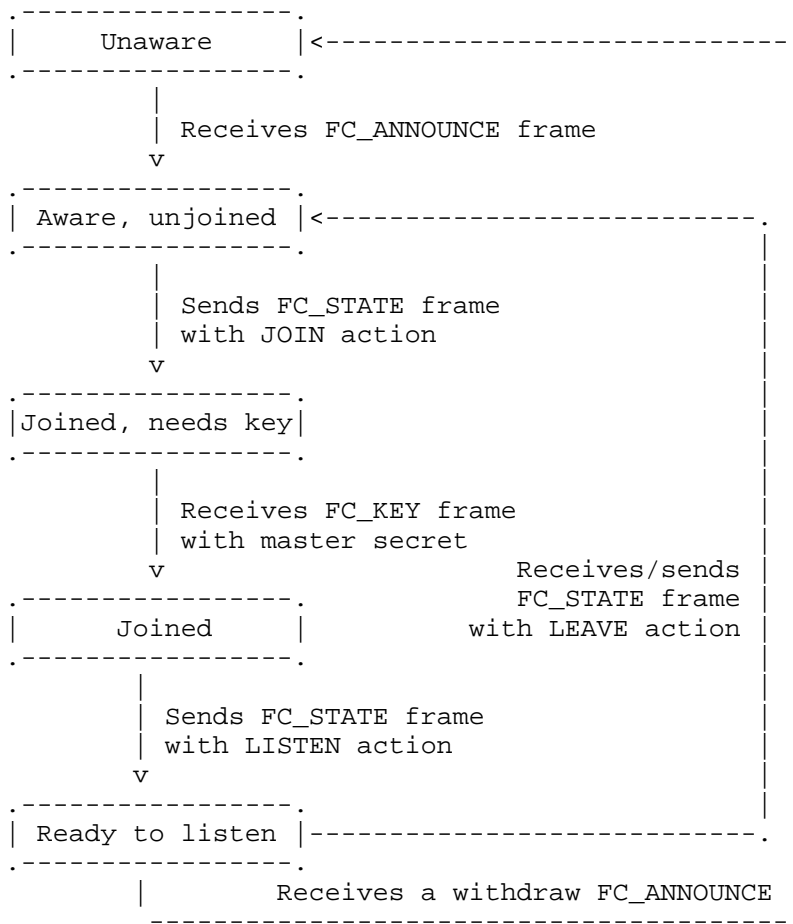 Unaware
Receives FC_ANNOUNCE frame
Aware, unjoined
Sends FC_STATE frame
with JOIN action
Joined, needs key
Receives FC_KEY frame
with master secret
Receives/sends
FC_STATE frame
Joined with LEAVE action
Sends FC_STATE frame
with LISTEN action
Ready to listen
Receives a withdraw FC_ANNOUNCE